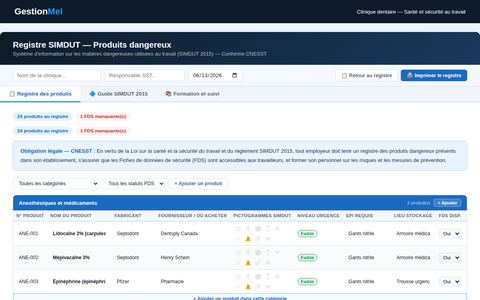 GestionMel
Clinique dentaire — Santé et sécurité au travail
Registre SIMDUT — Produits dangereux
Système d'information sur les matières dangereuses utilisées au travail (SIMDUT 2015) — Conforme CNESST
Nom de la clinique...
Responsable SST...
06/13/2026
Retour au registre
Imprimer le registre
Registre des produits
Guide SIMDUT 2015
Formation et suivi
24 produits au registre
1 FDS manquante(s)
24 produits au registre
1 FDS manquante(s)
Obligation légale — CNESST : En vertu de la Loi sur la santé et la sécurité du travail et du règlement SIMDUT 2015, tout employeur doit tenir un registre des produits dangereux présents
dans son établissement, s'assurer que les Fiches de données de sécurité (FDS) sont accessibles aux travailleurs, et former son personnel sur les risques et les mesures de prévention.
Toutes les catégories
Tous les statuts FDS
+ Ajouter un produit
Anesthésiques et médicaments
3 produit(s)
+ Ajouter
N° PRODUIT NOM DU PRODUIT FABRICANT FOURNISSEUR / OÙ ACHETER PICTOGRAMMES SIMDUT NIVEAU URGENCE EPI REQUIS LIEU STOCKAGE FDS DISP.
ANE-001 Lidocaïne 2% (carpules Septodont Dentsply Canada Faible Gants nitrile Armoire médica Oui
ANE-002 Mépivacaïne 3% Septodont Henry Schein Faible Gants nitrile Armoire médica Oui
ANE-003 Épinéphrine (épinéphri Pfizer Pharmacie Faible Gants nitrile Trousse urgenc Oui
+ Ajouter un produit dans cette catégorie